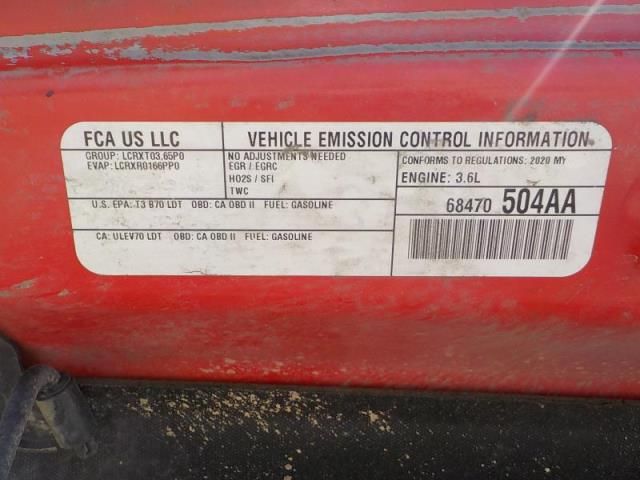 FCA US LLC
VEHICLE EMISSION CONTROL INFORMATION
GROUP: LCRXT03.65P0
EVAP: LCRXR0166PP0
NO ADJUSTMENTS NEEDED
EGR / EGRC
HO2S / SFI
TWC
CONFORMS TO REGULATIONS: 2020 MY
ENGINE: 3.6L
U.S. EPA: T3 B70 LDT OBD: CA OBD II FUEL: GASOLINE
68470 504AA
CA: ULEV70 LDT OBD: CA OBD II FUEL: GASOLINE